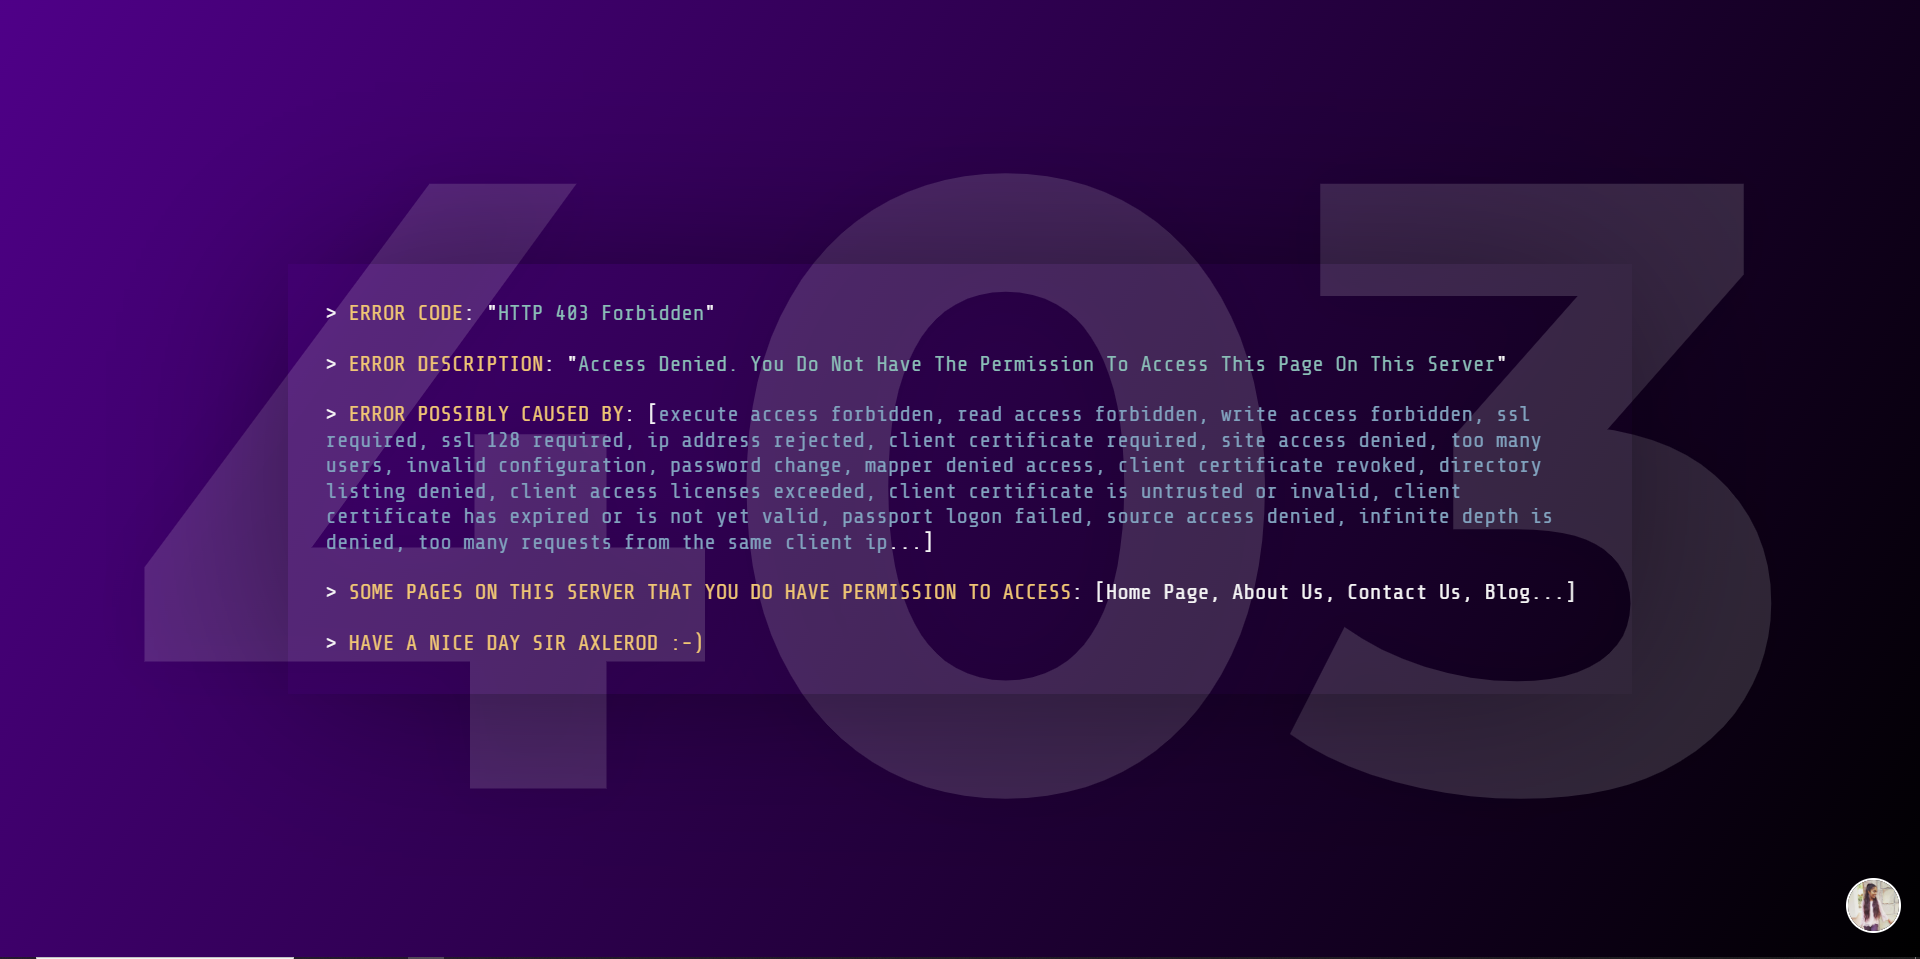 403
> ERROR CODE: "HTTP 403 Forbidden"
> ERROR DESCRIPTION: "Access Denied. You Do Not Have The Permission To Access This Page On This Server"
> ERROR POSSIBLY CAUSED BY: [execute access forbidden, read access forbidden, write access forbidden, ssl
required, ssl 128 required, ip address rejected, client certificate required, site access denied, too many
users, invalid configuration, password change, mapper denied access, client certificate revoked, directory
listing denied, client access licenses exceeded, client certificate is untrusted or invalid, client
certificate has expired or is not yet valid, passport logon failed, source access denied, infinite depth is
denied, too many requests from the same client ip...]
> SOME PAGES ON THIS SERVER THAT YOU DO HAVE PERMISSION TO ACCESS: [Home Page, About Us, Contact Us, Blog...]
> HAVE A NICE DAY SIR AXLEROD :-)